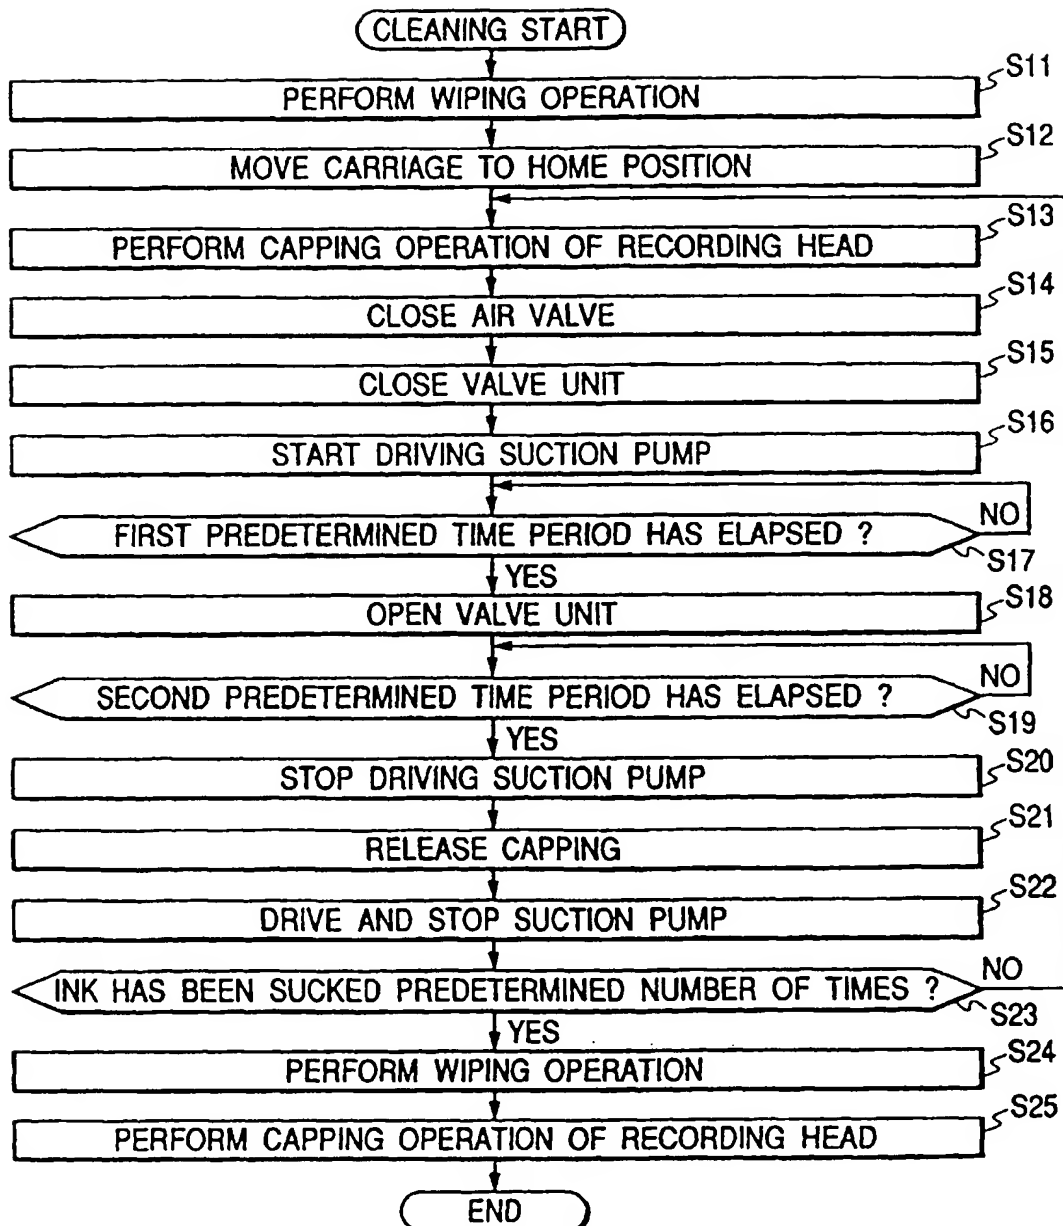 CLEANING START
S11
PERFORM WIPING OPERATION
S12
MOVE CARRIAGE TO HOME POSITION
S13
PERFORM CAPPING OPERATION OF RECORDING HEAD
S14
CLOSE AIR VALVE
S15
CLOSE VALVE UNIT
S16
START DRIVING SUCTION PUMP
FIRST PREDETERMINED TIME PERIOD HAS ELAPSED ?
NO
S17
YES
S18
OPEN VALVE UNIT
SECOND PREDETERMINED TIME PERIOD HAS ELAPSED ?
NO
S19
YES
S20
STOP DRIVING SUCTION PUMP
S21
RELEASE CAPPING
S22
DRIVE AND STOP SUCTION PUMP
INK HAS BEEN SUCKED PREDETERMINED NUMBER OF TIMES ?
NO
S23
YES
S24
PERFORM WIPING OPERATION
S25
PERFORM CAPPING OPERATION OF RECORDING HEAD
END